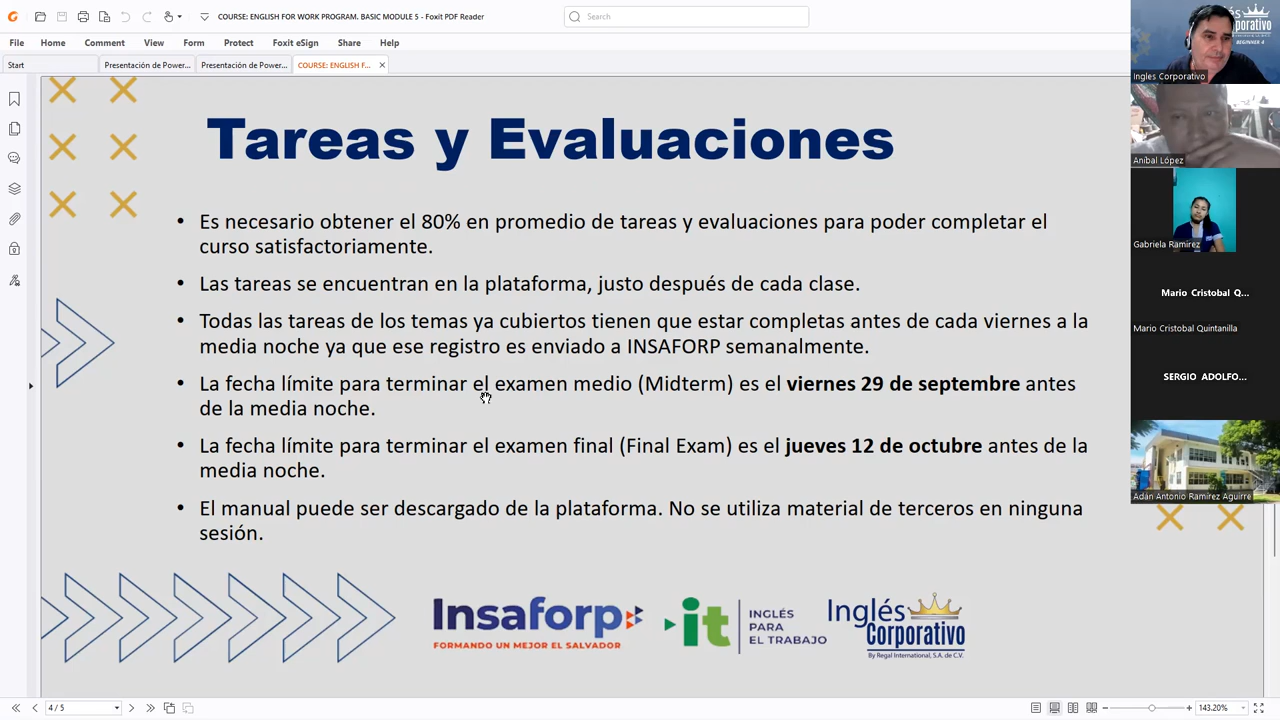 COURSE: ENGLISH FOR WORK PROGRAM. BASIC MODULE 5 - Foxit PDF Reader
Search
File Home Comment View Form Protect Foxit eSign Share Help
Start
Presentación de Power...
Presentación de Power...
COURSE: ENGLISH F...
Tareas y Evaluaciones
• Es necesario obtener el 80% en promedio de tareas y evaluaciones para poder completar el
curso satisfactoriamente.
• Las tareas se encuentran en la plataforma, justo después de cada clase.
• Todas las tareas de los temas ya cubiertos tienen que estar completas antes de cada viernes a la
media noche ya que ese registro es enviado a INSAFORP semanalmente.
• La fecha límite para terminar el examen medio (Midterm) es el viernes 29 de septiembre antes
de la media noche.
• La fecha límite para terminar el examen final (Final Exam) es el jueves 12 de octubre antes de la
media noche.
• El manual puede ser descargado de la plataforma. No se utiliza material de terceros en ninguna
sesión.
Insaforp
FORMANDO UN MEJOR EL SALVADOR
it
INGLÉS
PARA
EL TRABAJO
Inglés
Corporativo
By Regal International, S.A. de C.V.
BEGINNER 4
Ingles Corporativo
Aníbal López
Gabriela Ramírez
Mario Cristobal Q...
Mario Cristobal Quintanilla
SERGIO ADOLFO...
Adán Antonio Ramírez Aguirre
4/5
143.20%